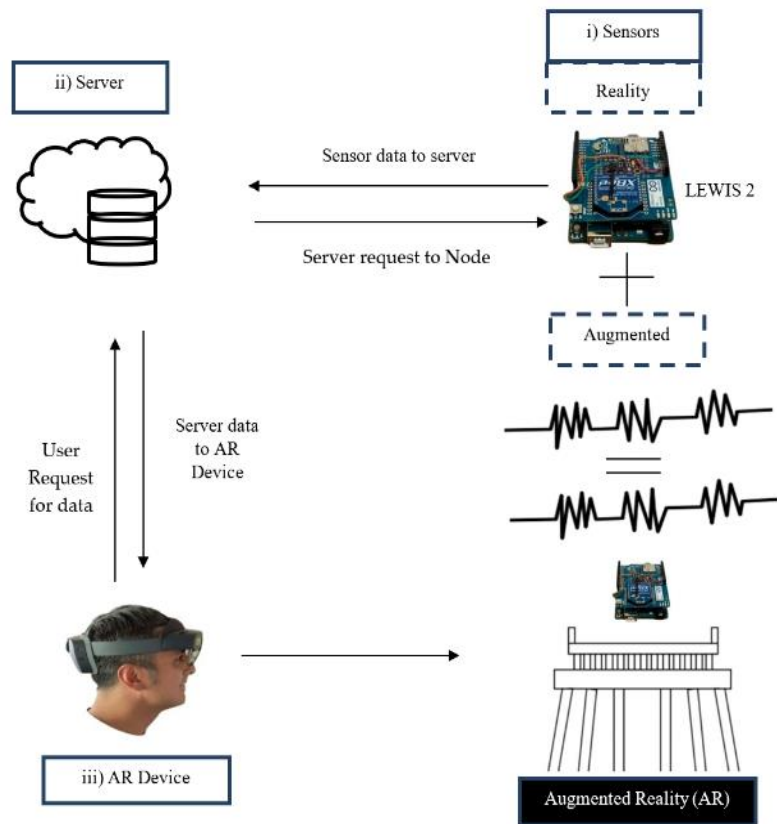 i) Sensors
ii) Server
Reality
Sensor data to server
LEWIS 2
Server request to Node
Augmented
User
Request
for data
Server data
to AR
Device
iii) AR Device
Augmented Reality (AR)